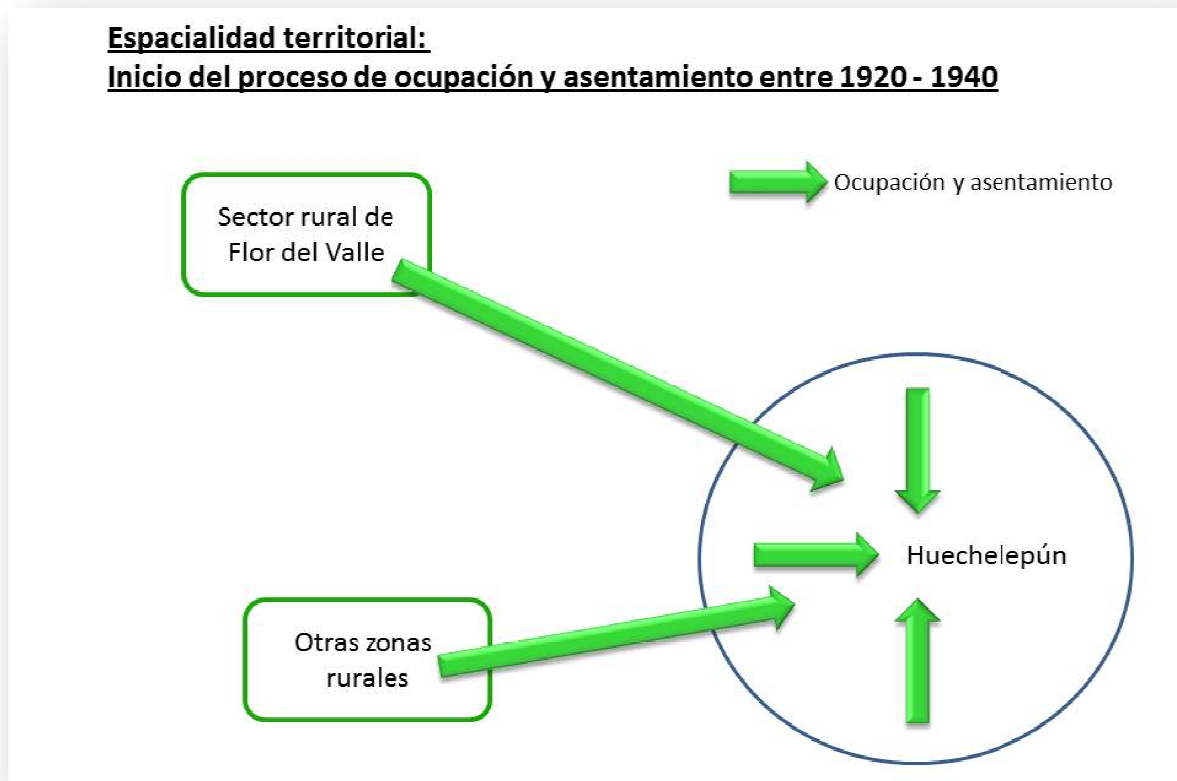 Espacialidad territorial:
Inicio del proceso de ocupación y asentamiento entre 1920 - 1940
Ocupación y asentamiento
Sector rural de
Flor del Valle
Huechelepún
Otras zonas
rurales